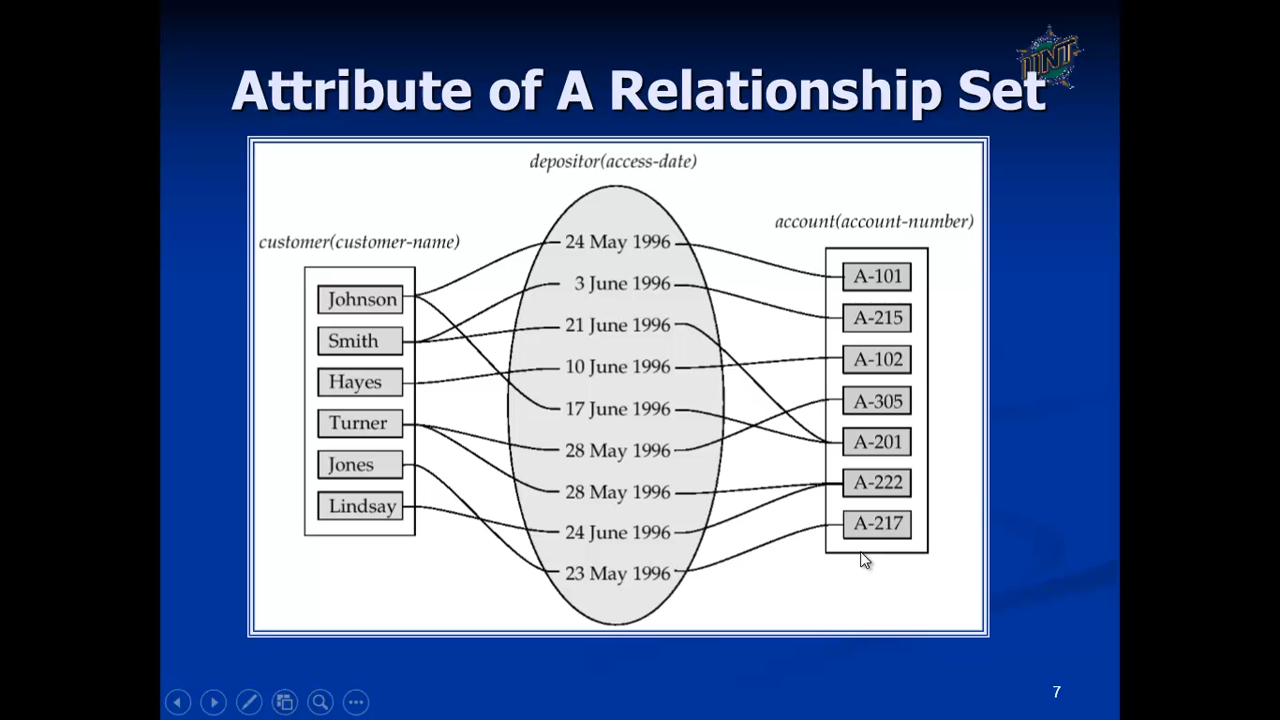 Attribute of A Relationship Set
UNT
depositor(access-date)
customer(customer-name)
account(account-number)
Johnson
Smith
Hayes
Turner
Jones
Lindsay
24 May 1996
3 June 1996
21 June 1996
10 June 1996
17 June 1996
28 May 1996
28 May 1996
24 June 1996
23 May 1996
A-101
A-215
A-102
A-305
A-201
A-222
A-217
7